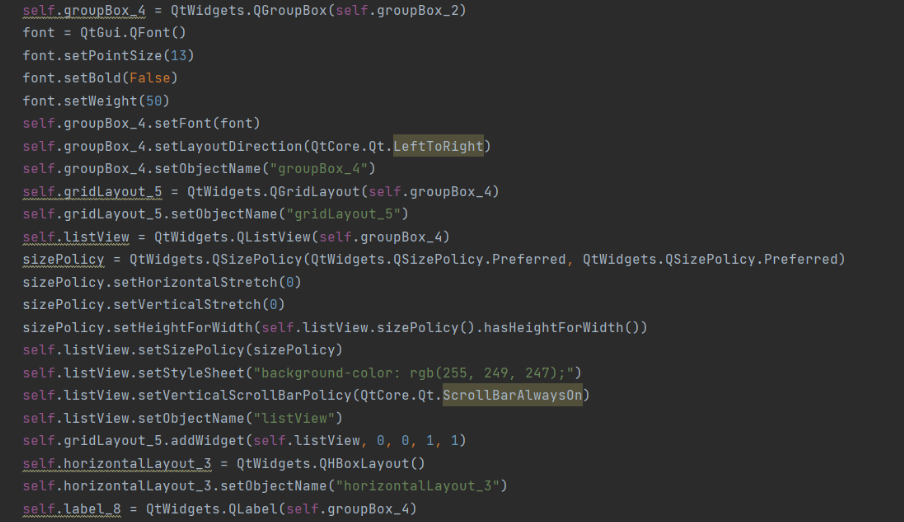 self.groupBox_4 = QtWidgets.QGroupBox(self.groupBox_2)
font = QtGui.QFont()
font.setPointSize(13)
font.setBold(False)
font.setWeight(50)
self.groupBox_4.setFont(font)
self.groupBox_4.setLayoutDirection(QtCore.Qt.LeftToRight)
self.groupBox_4.setObjectName("groupBox_4")
self.gridLayout_5 = QtWidgets.QGridLayout(self.groupBox_4)
self.gridLayout_5.setObjectName("gridLayout_5")
self.listView = QtWidgets.QListView(self.groupBox_4)
sizePolicy = QtWidgets.QSizePolicy(QtWidgets.QSizePolicy.Preferred, QtWidgets.QSizePolicy.Preferred)
sizePolicy.setHorizontalStretch(0)
sizePolicy.setVerticalStretch(0)
sizePolicy.setHeightForWidth(self.listView.sizePolicy().hasHeightForWidth())
self.listView.setSizePolicy(sizePolicy)
self.listView.setStyleSheet("background-color: rgb(255, 249, 247);")
self.listView.setVerticalScrollBarPolicy(QtCore.Qt.ScrollBarAlwaysOn)
self.listView.setObjectName("listView")
self.gridLayout_5.addWidget(self.listView, 0, 0, 1, 1)
self.horizontalLayout_3 = QtWidgets.QHBoxLayout()
self.horizontalLayout_3.setObjectName("horizontalLayout_3")
self.label_8 = QtWidgets.QLabel(self.groupBox_4)